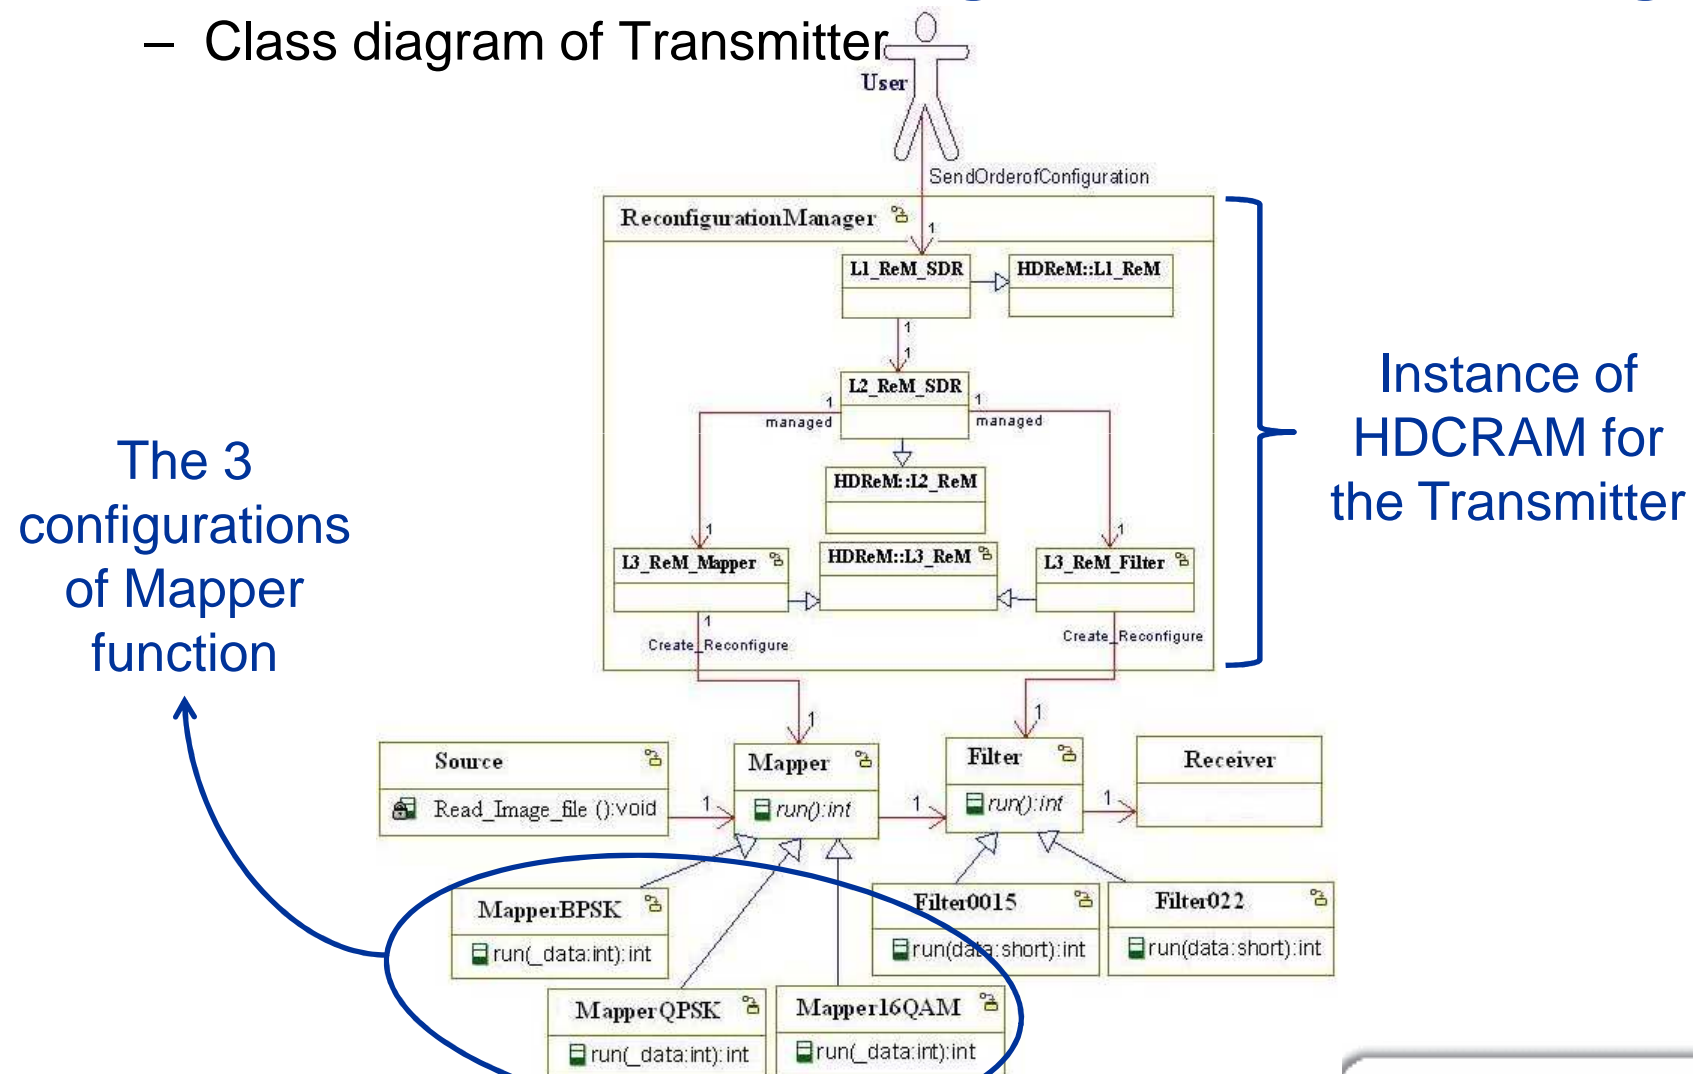 – Class diagram of Transmitter
User
SendOrderofConfiguration
ReconfigurationManager
1
L1_ReM_SDR
HDReM::L1_ReM
1
1
L2_ReM_SDR
1
managed
1
managed
HDReM::L2_ReM
1
1
L3_ReM_Mapper
HDReM::L3_ReM
L3_ReM_Filter
1
Create_Reconfigure
Create_Reconfigure
Instance of
HDCRAM for
the Transmitter
The 3
configurations
of Mapper
function
1
1
Source
Read_Image_file ():void
1
Mapper
run():int
1
Filter
run():int
1
Receiver
MapperBPSK
run(_data:int):int
Filter0015
run(data:short):int
Filter022
run(data:short):int
MapperQPSK
run(_data:int):int
Mapper16QAM
run(_data:int):int